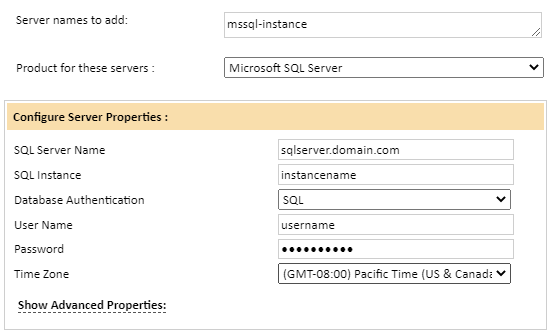 Server names to add: mssql-instance
Product for these servers : Microsoft SQL Server
Configure Server Properties :
SQL Server Name sqlserver.domain.com
SQL Instance instancename
Database Authentication SQL
User Name username
Password ●●●●●●●●●●
Time Zone (GMT-08:00) Pacific Time (US & Canada
Show Advanced Properties: